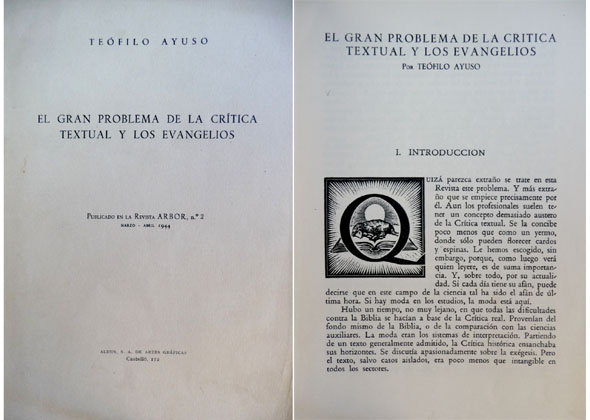 TEÓFILO AYUSO
EL GRAN PROBLEMA DE LA CRÍTICA
TEXTUAL Y LOS EVANGELIOS
PUBLICADO EN LA REVISTA ARBOR, n.º 2
MARZO - ABRIL 1944
ALDUS, S. A. DE ARTES GRÁFICAS
Castelló, 212
EL GRAN PROBLEMA DE LA CRITICA
TEXTUAL Y LOS EVANGELIOS
POR TEÓFILO AYUSO
I. INTRODUCCION
QUIZÁ parezca extraño se trate en esta
Revista este problema. Y más extra-
ño que se empiece precisamente por
él. Aun los profesionales suelen te-
ner un concepto demasiado austero
de la Crítica textual. Se la concibe
poco menos que como un yermo,
donde sólo pueden florecer cardos
y espinas. Le hemos escogido, sin
embargo, porque, como luego verá
quien leyere, es de suma importan-
cia. Y, sobre todo, por su actuali-
dad. Si cada día tiene su afán, puede
decirse que en este campo de la ciencia tal ha sido el afán de úl-
tima hora. Si hay moda en los estudios, la moda está aquí.
Hubo un tiempo, no muy lejano, en que todas las dificultades
contra la Biblia se hacían a base de la Crítica real. Provenían del
fondo mismo de la Biblia, o de la comparación con las ciencias
auxiliares. La moda eran los sistemas de interpretación. Partiendo
de un texto generalmente admitido, la Crítica histórica ensanchaba
sus horizontes. Se discutía apasionadamente sobre la exégesis. Pero
el texto, salvo casos aislados, era poco menos que intangible en
todos los sectores.